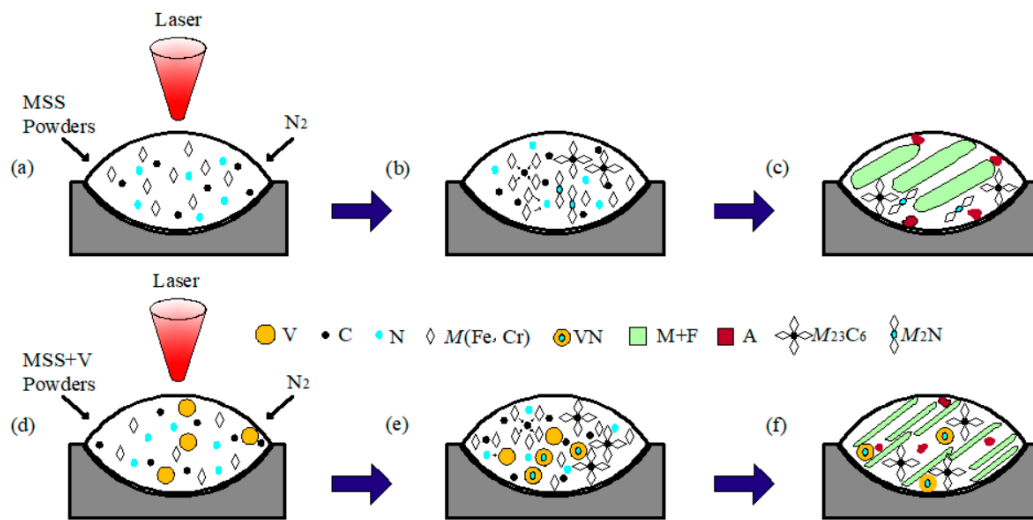 Laser
MSS
Powders
N2
(a)
(b)
(c)
Laser
V
C
N
M(Fe, Cr)
VN
M+F
A
M23C6
M2N
MSS+V
Powders
N2
(d)
(e)
(f)